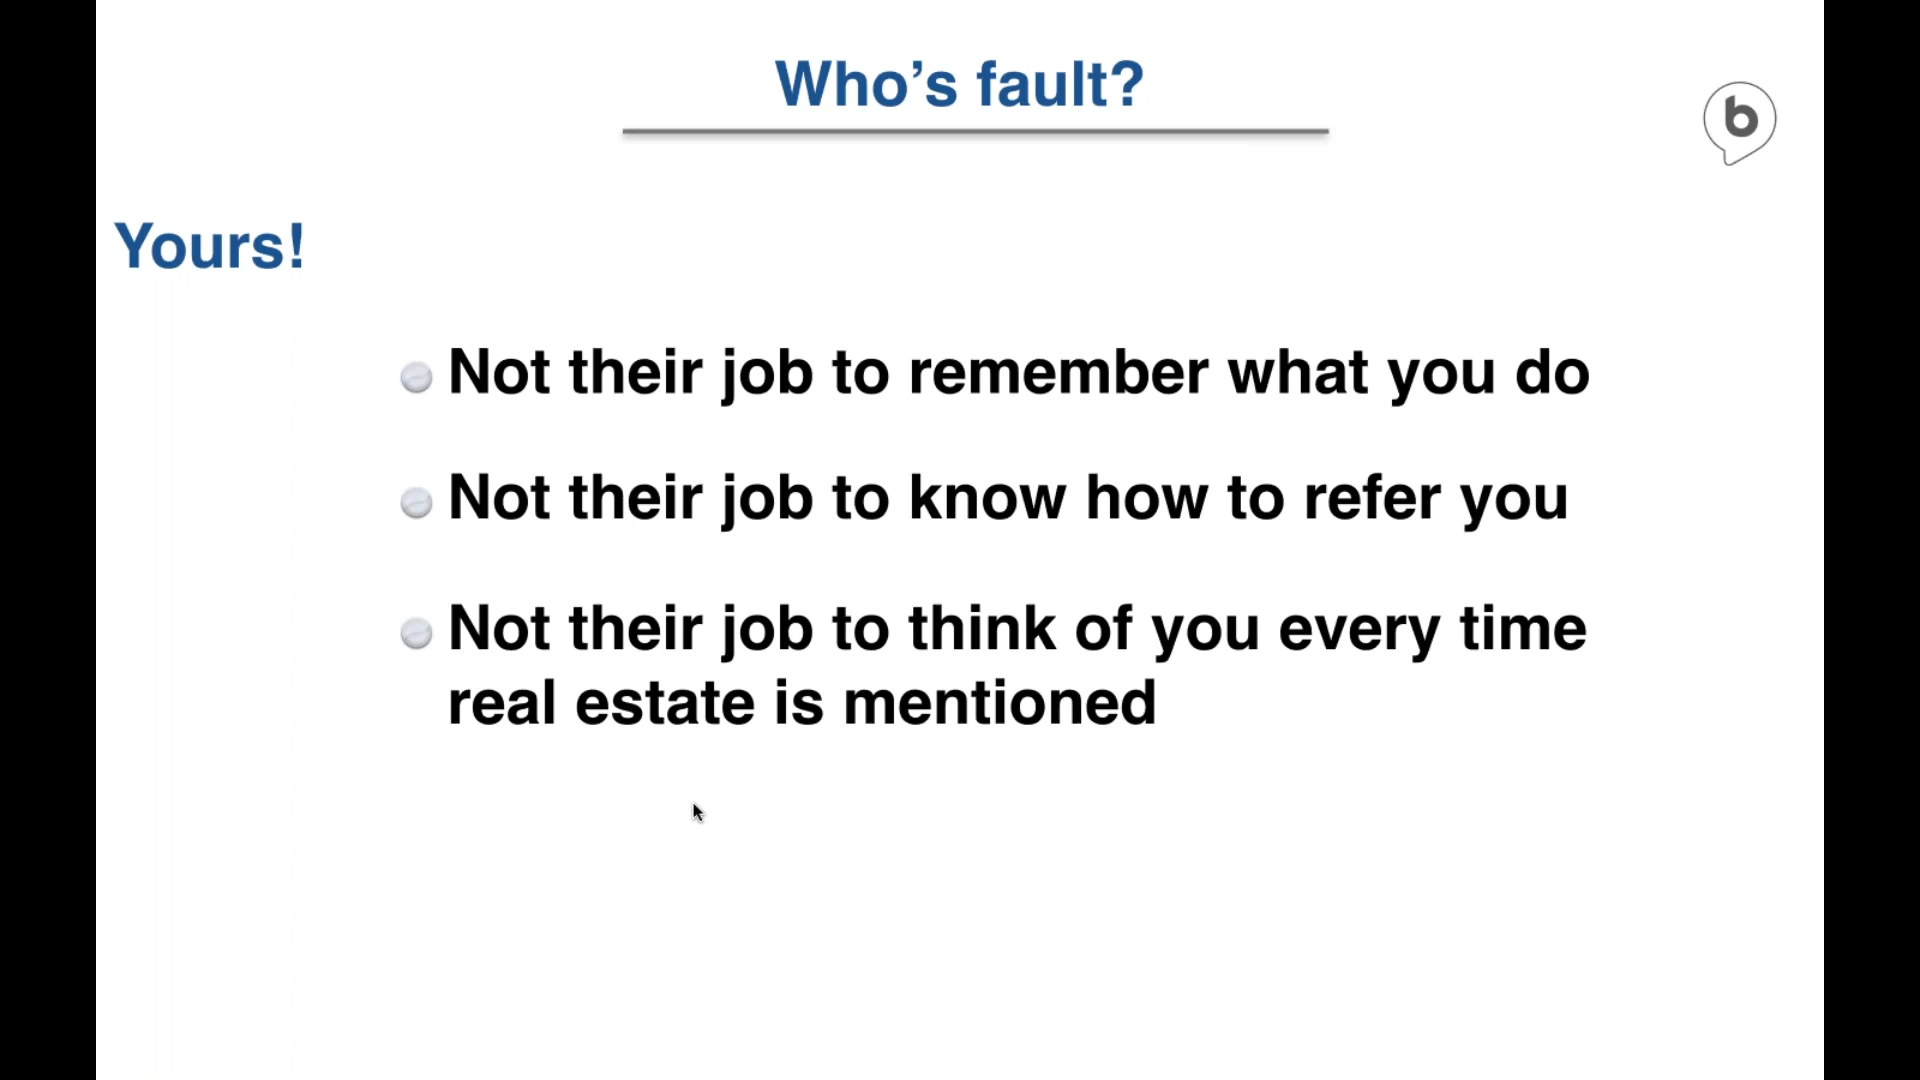 Who’s fault?
b
Yours!
Not their job to remember what you do
Not their job to know how to refer you
Not their job to think of you every time
real estate is mentioned